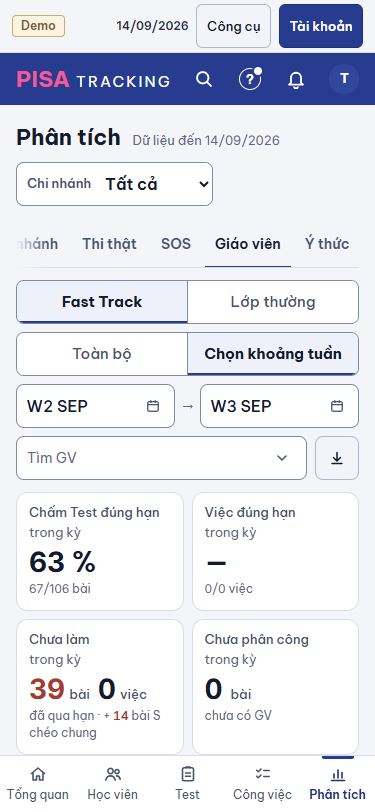 Demo
14/09/2026
Công cụ
Tài khoản
PISA TRACKING
?
T
Phân tích
Dữ liệu đến 14/09/2026
Chi nhánh Tất cả
nhánh
Thi thật
SOS
Giáo viên
Ý thức
Fast Track
Lớp thường
Toàn bộ
Chọn khoảng tuần
W2 SEP
→
W3 SEP
Tìm GV
Chấm Test đúng hạn
trong kỳ
63 %
67/106 bài
Việc đúng hạn
trong kỳ
—
0/0 việc
Chưa làm
trong kỳ
39 bài 0 việc
đã quá hạn · + 14 bài S
chéo chung
Chưa phân công
trong kỳ
0 bài
chưa có GV
Tổng quan
Học viên
Test
Công việc
Phân tích